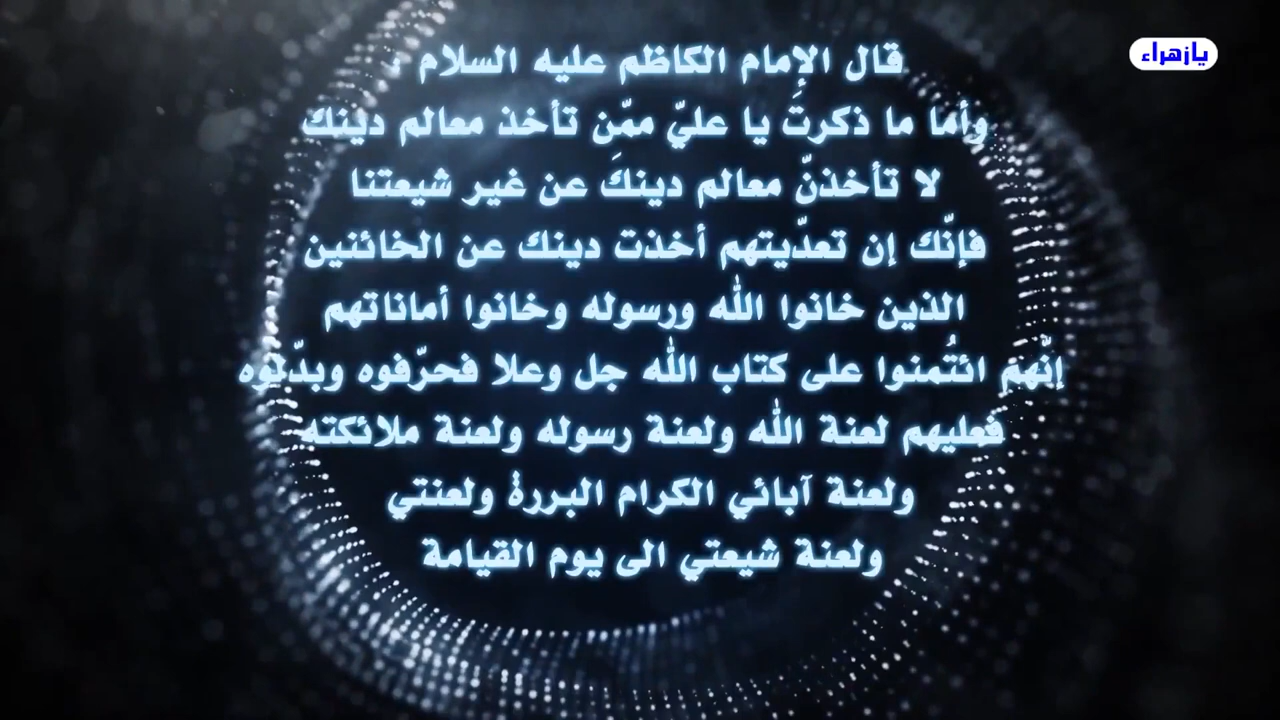 يازهراء
قال الإمام الكاظم عليه السلام :
وأما ما ذكرتَ يا عليّ ممّن تأخذ معالم دينك
لا تأخذنّ معالم دينكَ عن غير شيعتنا
فإنّك إن تعدّيتهم أخذت دينك عن الخائنين
الذين خانوا الله ورسوله وخانوا أماناتهم
إنّهم ائتُمنوا على كتاب الله جل وعلا فحرّفوه وبدّلوه
فعليهم لعنة الله ولعنة رسوله ولعنة ملائكته
ولعنة آبائي الكرام البررة ولعنتي
ولعنة شيعتي الى يوم القيامة